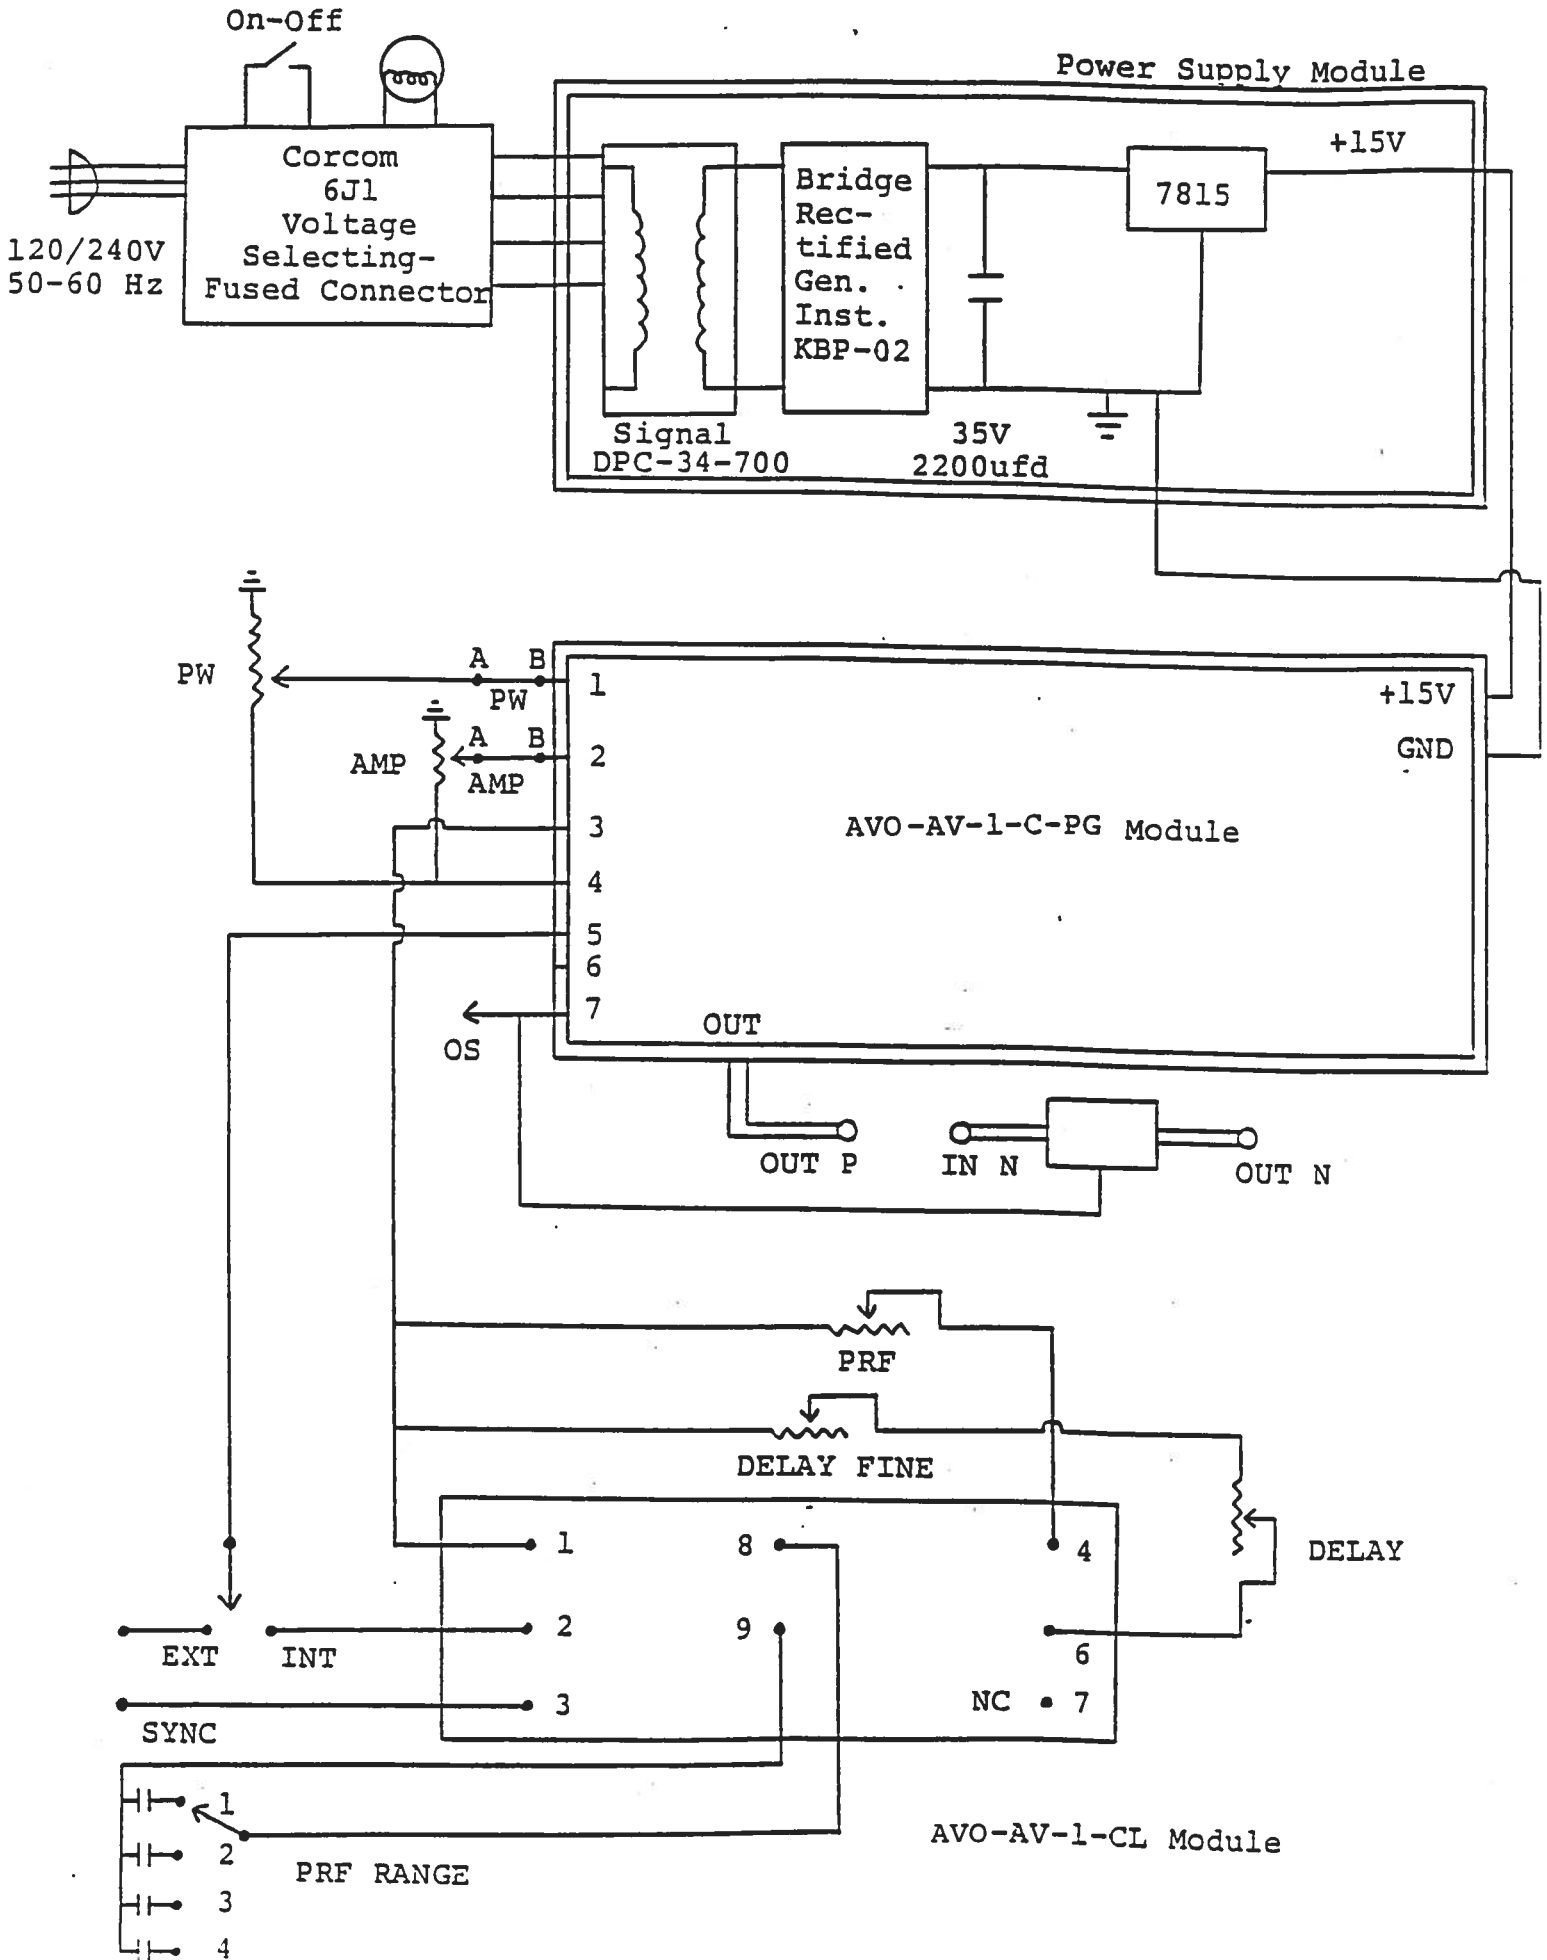 On-Off
Power Supply Module
Corcom
6J1
Voltage
Selecting-
Fused Connector
120/240V
50-60 Hz
Bridge
Rec-
tified
Gen.
Inst.
KBP-02
7815
+15V
Signal
DPC-34-700
35V
2200ufd
PW
A B
PW
1
AMP
A B
AMP
2
3
4
5
6
7
OS
OUT
+15V
GND
AVO-AV-1-C-PG Module
OUT P
IN N
OUT N
PRF
DELAY FINE
DELAY
1
8
4
2
9
6
3
NC
7
EXT
INT
SYNC
1
2
3
4
PRF RANGE
AVO-AV-1-CL Module